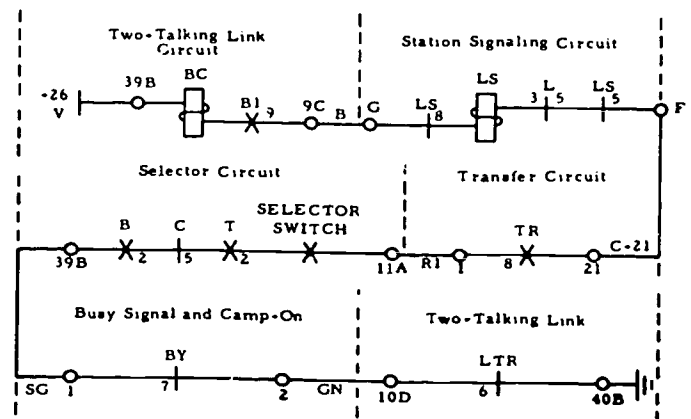 Two-Talking Link Circuit
Station Signaling Circuit
+26 V
39B
BC
B1
9
9C
B
G
LS
8
LS
L
3
5
LS
5
F
Selector Circuit
Transfer Circuit
39B
B
2
C
5
T
2
SELECTOR SWITCH
11A
R1
1
TR
8
21
C-21
Busy Signal and Camp-On
Two-Talking Link
SG
1
BY
7
2
GN
10D
LTR
6
40B